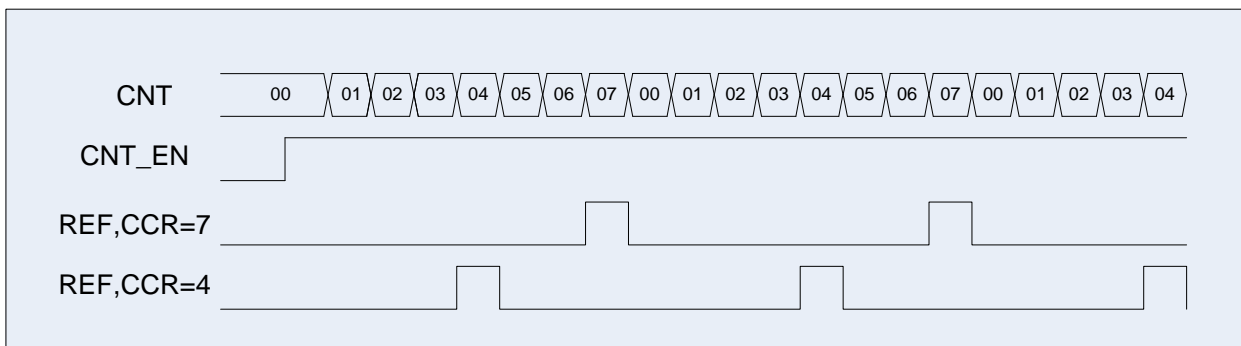 CNT 00 01 02 03 04 05 06 07 00 01 02 03 04 05 06 07 00 01 02 03 04
CNT_EN
REF,CCR=7
REF,CCR=4